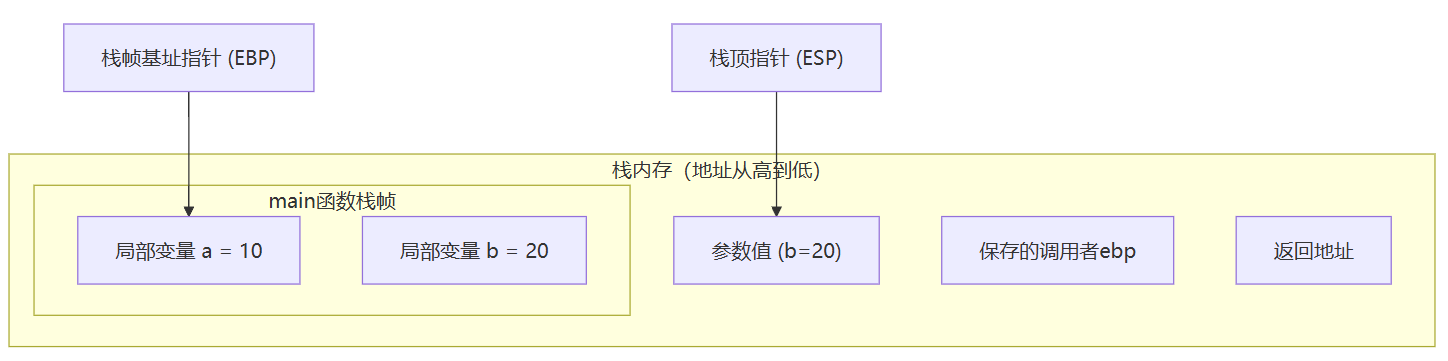 栈帧基址指针 (EBP)
栈顶指针 (ESP)
栈内存（地址从高到低）
main函数栈帧
局部变量 a = 10
局部变量 b = 20
参数值 (b=20)
保存的调用者ebp
返回地址